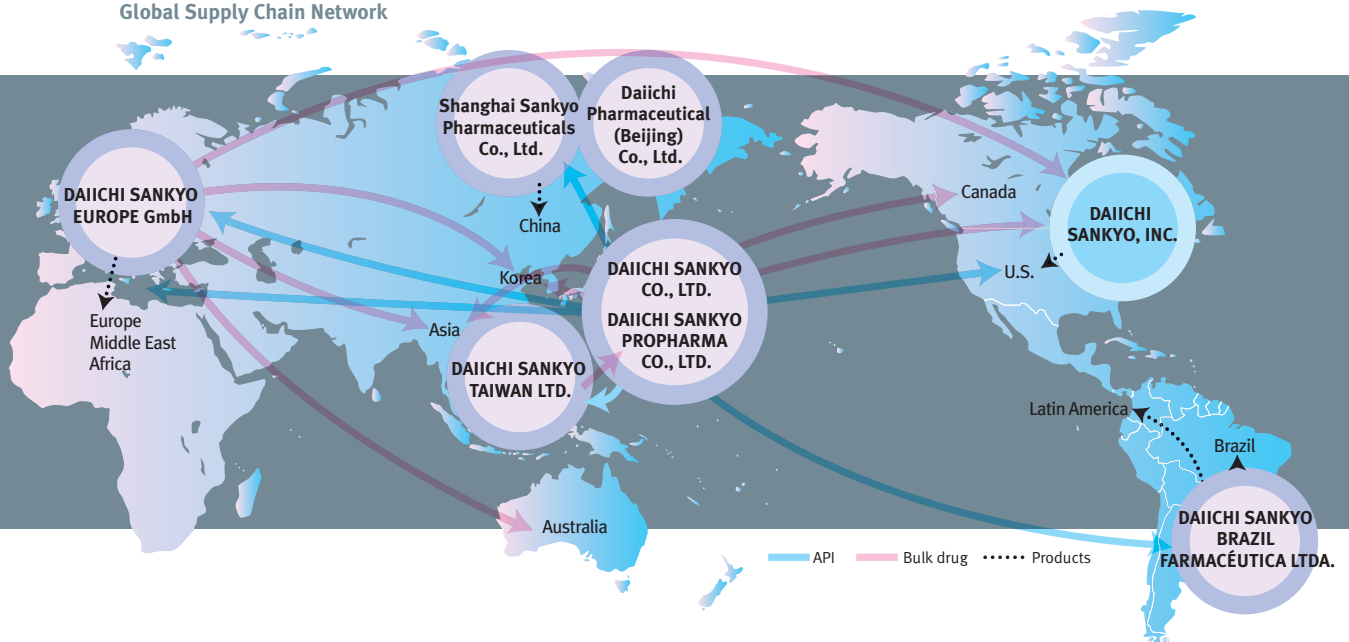 Global Supply Chain Network
Shanghai Sankyo
Pharmaceuticals
Co., Ltd.
Daiichi
Pharmaceutical
(Beijing)
Co., Ltd.
DAIICHI SANKYO
EUROPE GmbH
China
Canada
DAIICHI
SANKYO, INC.
U.S.
Korea
DAIICHI SANKYO
CO., LTD.
DAIICHI SANKYO
PROPHARMA
CO., LTD.
Europe
Middle East
Africa
Asia
DAIICHI SANKYO
TAIWAN LTD.
Latin America
Brazil
Australia
DAIICHI SANKYO
BRAZIL
FARMACÉUTICA LTDA.
API
Bulk drug
Products